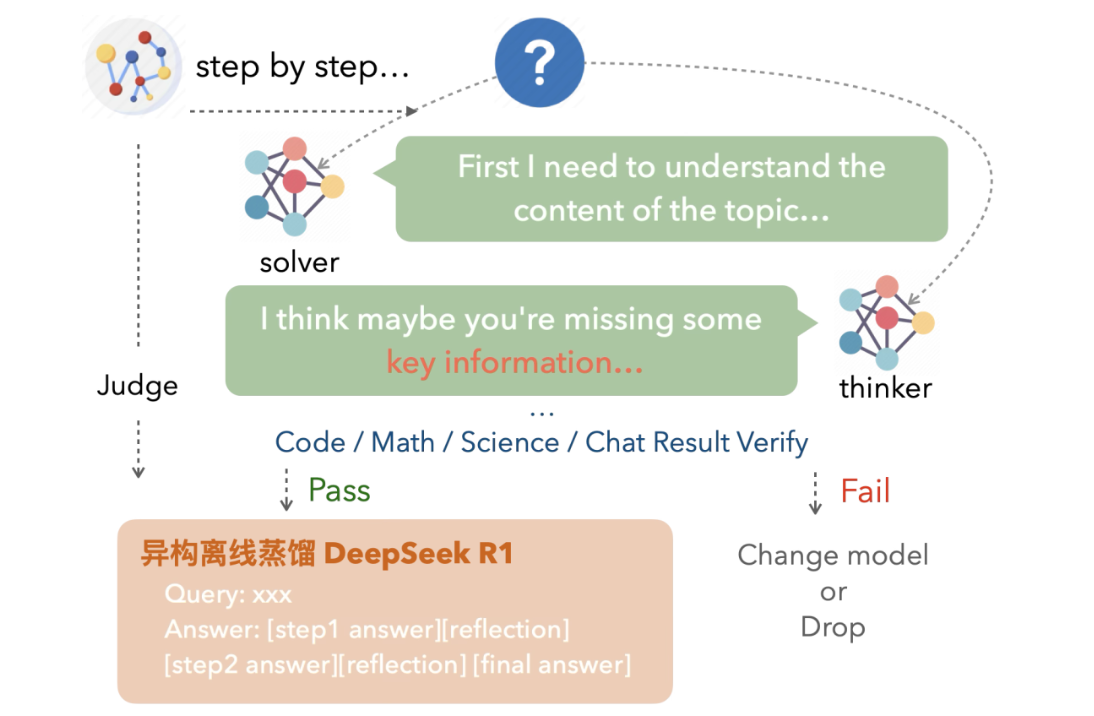 step by step...
?
First I need to understand the
content of the topic...
solver
I think maybe you're missing some
key information...
thinker
Judge
...
Code / Math / Science / Chat Result Verify
Pass
Fail
异构离线蒸馏 DeepSeek R1
Query: xxx
Answer: [step1 answer][reflection]
[step2 answer][reflection] [final answer]
Change model
or
Drop